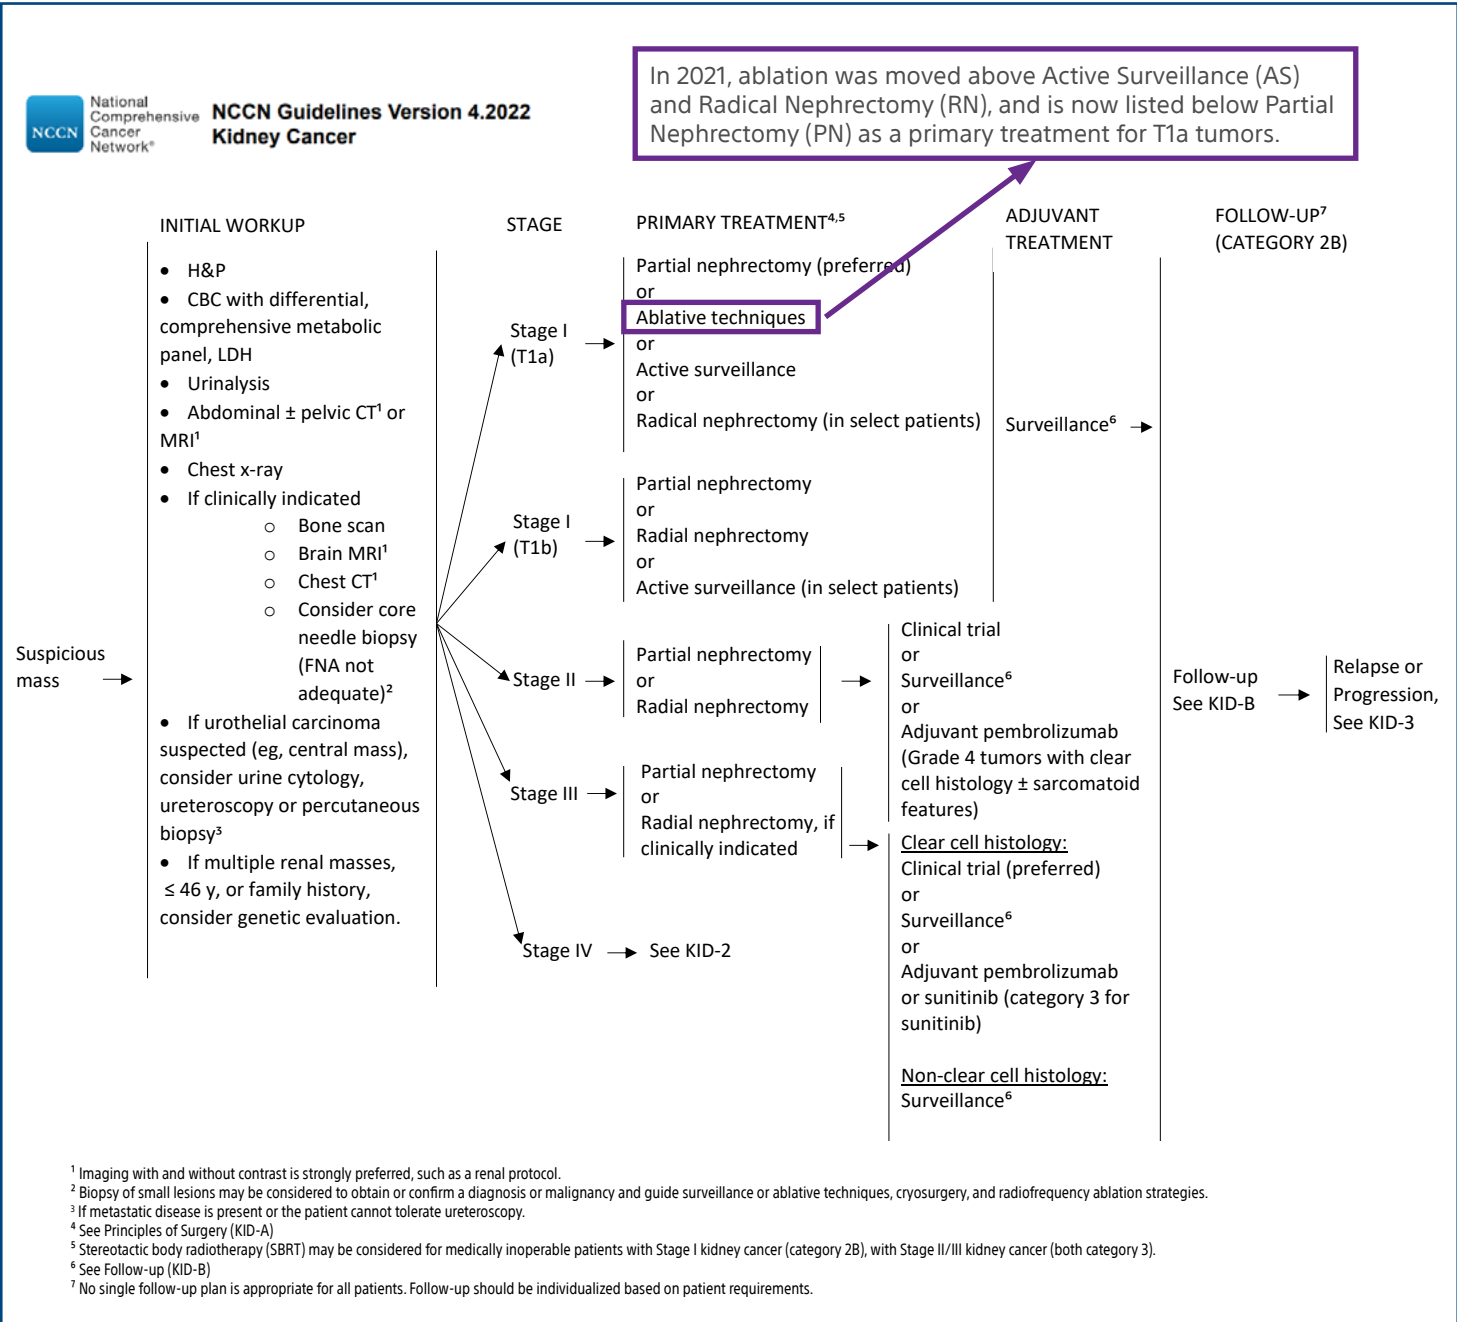 National
Comprehensive
Cancer
Network®
NCCN
NCCN Guidelines Version 4.2022
Kidney Cancer
In 2021, ablation was moved above Active Surveillance (AS)
and Radical Nephrectomy (RN), and is now listed below Partial
Nephrectomy (PN) as a primary treatment for T1a tumors.
Suspicious
mass
INITIAL WORKUP
• H&P
• CBC with differential,
comprehensive metabolic
panel, LDH
• Urinalysis
• Abdominal ± pelvic CT¹ or
MRI¹
• Chest x-ray
• If clinically indicated
o Bone scan
o Brain MRI¹
o Chest CT¹
o Consider core
needle biopsy
(FNA not
adequate)²
• If urothelial carcinoma
suspected (eg, central mass),
consider urine cytology,
ureteroscopy or percutaneous
biopsy³
• If multiple renal masses,
≤ 46 y, or family history,
consider genetic evaluation.
STAGE
Stage I
(T1a)
Stage I
(T1b)
Stage II
Stage III
Stage IV
PRIMARY TREATMENT⁴,⁵
Partial nephrectomy (preferred)
or
Ablative techniques
or
Active surveillance
or
Radical nephrectomy (in select patients)
Partial nephrectomy
or
Radial nephrectomy
or
Active surveillance (in select patients)
Partial nephrectomy
or
Radial nephrectomy
Partial nephrectomy
or
Radial nephrectomy, if
clinically indicated
See KID-2
ADJUVANT
TREATMENT
Surveillance⁶
Clinical trial
or
Surveillance⁶
or
Adjuvant pembrolizumab
(Grade 4 tumors with clear
cell histology ± sarcomatoid
features)
Clear cell histology:
Clinical trial (preferred)
or
Surveillance⁶
or
Adjuvant pembrolizumab
or sunitinib (category 3 for
sunitinib)
Non-clear cell histology:
Surveillance⁶
FOLLOW-UP⁷
(CATEGORY 2B)
Follow-up
See KID-B
Relapse or
Progression,
See KID-3
¹ Imaging with and without contrast is strongly preferred, such as a renal protocol.
² Biopsy of small lesions may be considered to obtain or confirm a diagnosis or malignancy and guide surveillance or ablative techniques, cryosurgery, and radiofrequency ablation strategies.
³ If metastatic disease is present or the patient cannot tolerate ureteroscopy.
⁴ See Principles of Surgery (KID-A)
⁵ Stereotactic body radiotherapy (SBRT) may be considered for medically inoperable patients with Stage I kidney cancer (category 2B), with Stage II/III kidney cancer (both category 3).
⁶ See Follow-up (KID-B)
⁷ No single follow-up plan is appropriate for all patients. Follow-up should be individualized based on patient requirements.